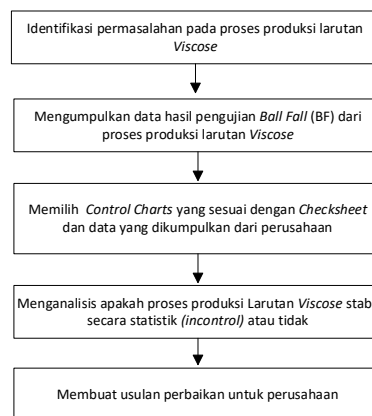 Identifikasi permasalahan pada proses produksi larutan
Viscose
Mengumpulkan data hasil pengujian Ball Fall (BF) dari
proses produksi larutan Viscose
Memilih Control Charts yang sesuai dengan Checksheet
dan data yang dikumpulkan dari perusahaan
Menganalisis apakah proses produksi Larutan Viscose stab
secara statistik (incontrol) atau tidak
Membuat usulan perbaikan untuk perusahaan